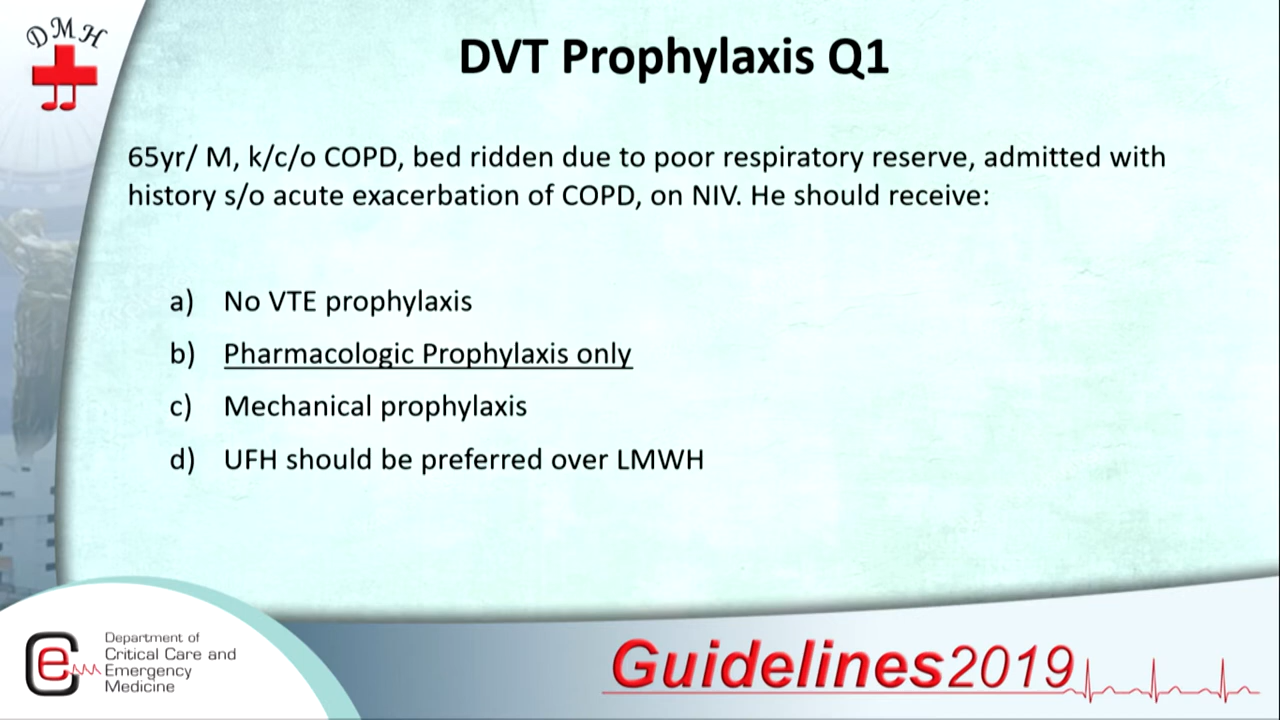 DMH
DVT Prophylaxis Q1
65yr/ M, k/c/o COPD, bed ridden due to poor respiratory reserve, admitted with
history s/o acute exacerbation of COPD, on NIV. He should receive:
a) No VTE prophylaxis
b) Pharmacologic Prophylaxis only
c) Mechanical prophylaxis
d) UFH should be preferred over LMWH
e
Department of
Critical Care and
Emergency
Medicine
Guidelines2019